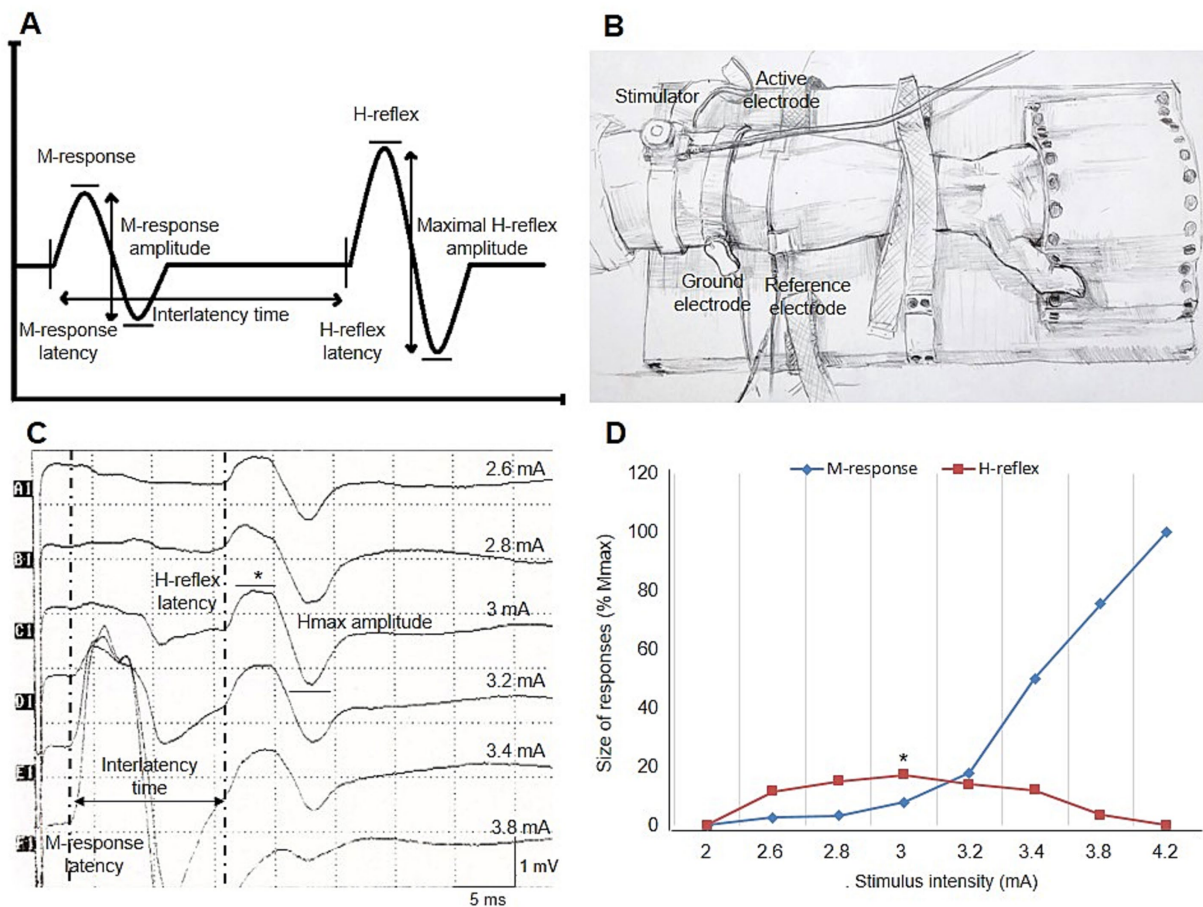 A
M-response
H-reflex
M-response
amplitude
Maximal H-reflex
amplitude
Interlatency time
M-response
latency
H-reflex
latency
B
Stimulator
Active
electrode
Ground
electrode
Reference
electrode
C
A1
2.6 mA
B1
2.8 mA
H-reflex
latency
*
3 mA
C1
Hmax amplitude
3.2 mA
D1
3.4 mA
E1
Interlatency
time
3.8 mA
F1
M-response
latency
1 mV
5 ms
D
M-response
H-reflex
Size of responses (% Mmax)
120
100
80
60
40
20
0
*
2
2.6
2.8
3
3.2
3.4
3.8
4.2
. Stimulus intensity (mA)